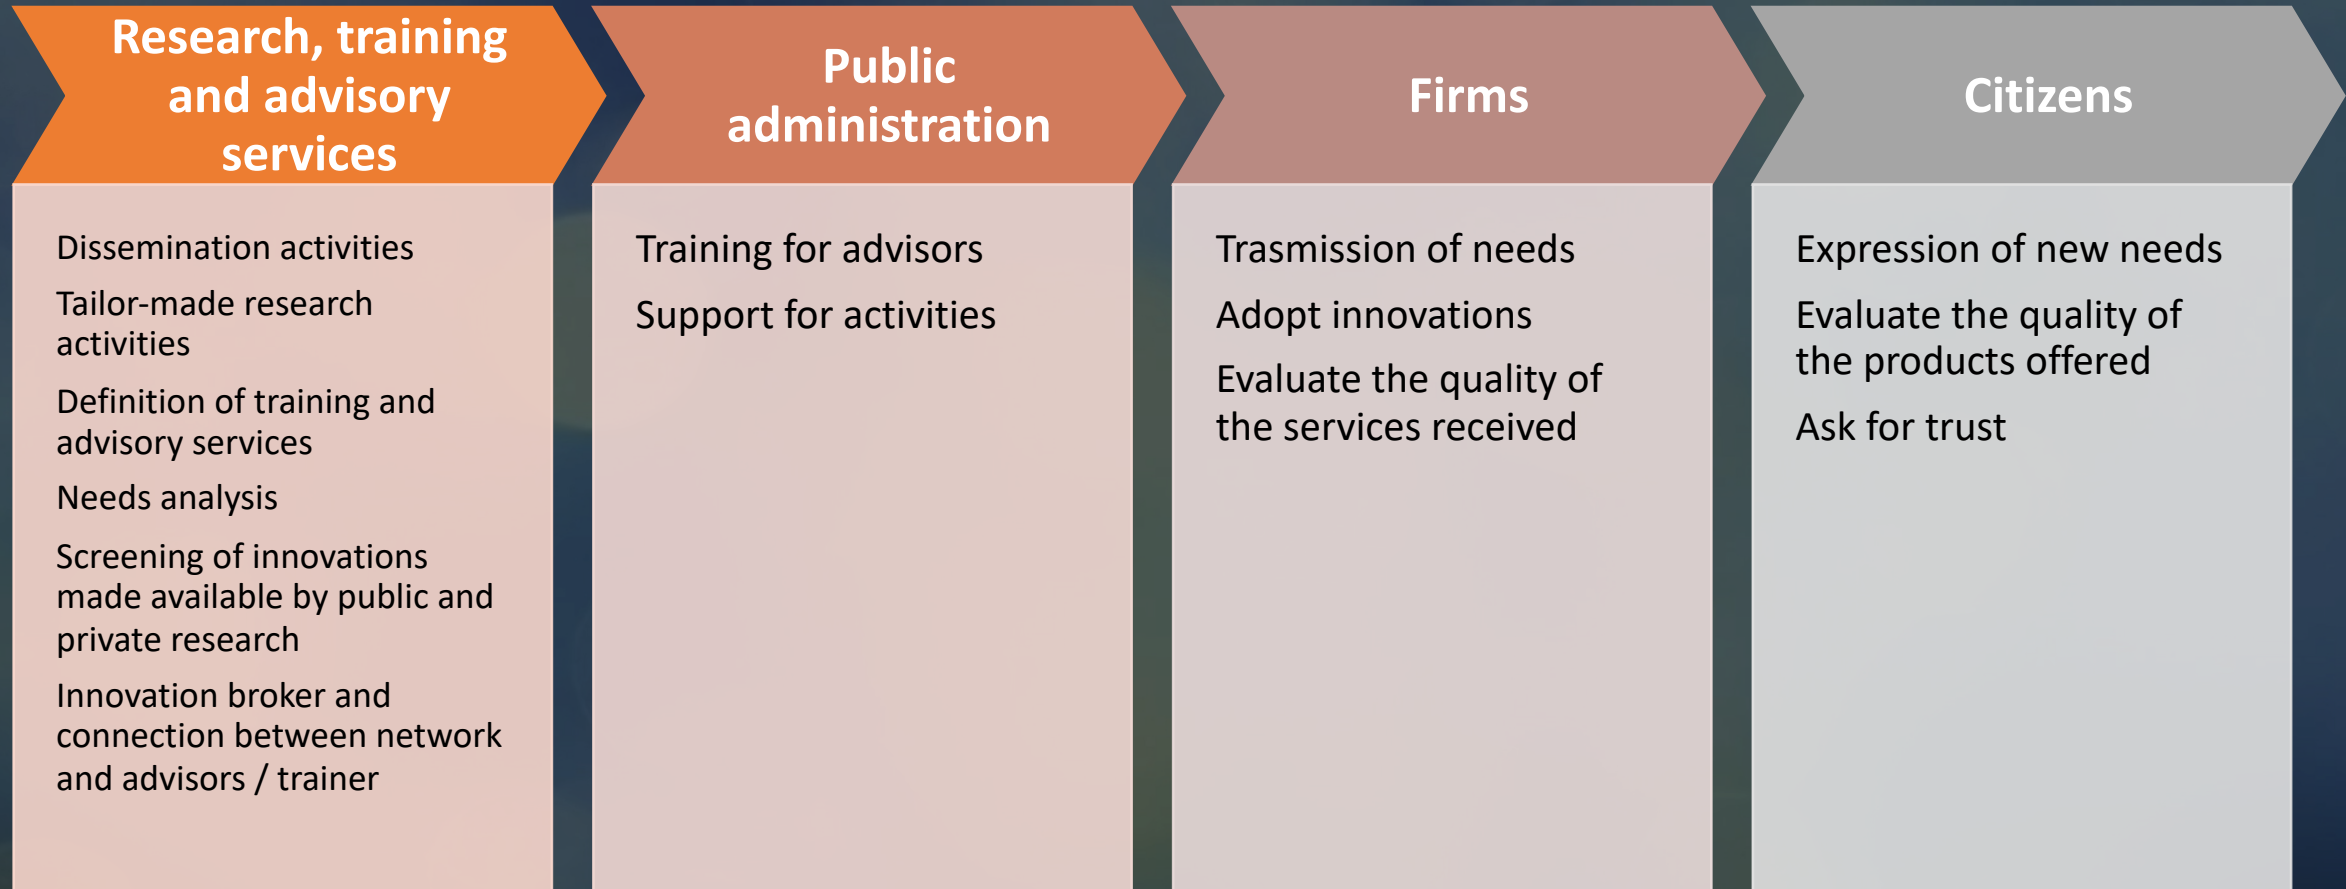 Research, training
and advisory
services
Dissemination activities
Tailor-made research
activities
Definition of training and
advisory services
Needs analysis
Screening of innovations
made available by public and
private research
Innovation broker and
connection between network
and advisors / trainer
Public
administration
Training for advisors
Support for activities
Firms
Trasmission of needs
Adopt innovations
Evaluate the quality of
the services received
Citizens
Expression of new needs
Evaluate the quality of
the products offered
Ask for trust